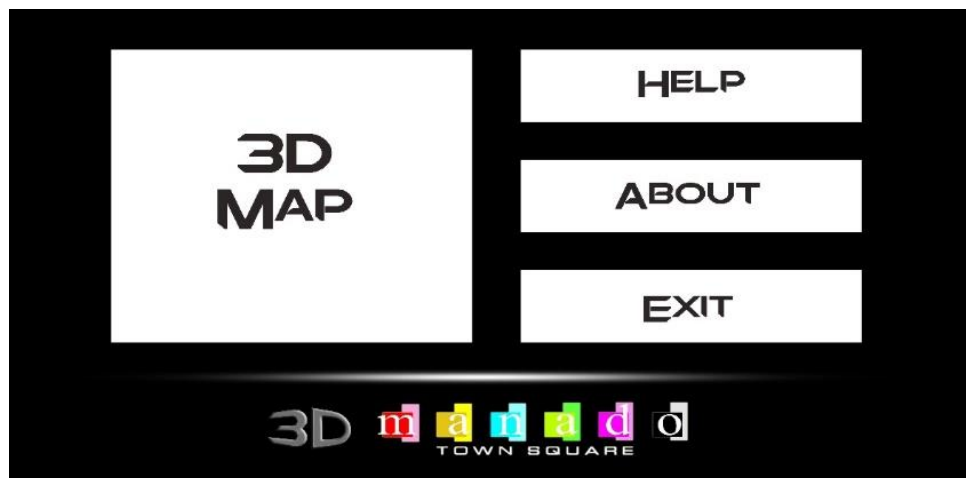 3D
MAP
HELP
ABOUT
EXIT
3D manado
TOWN SQUARE